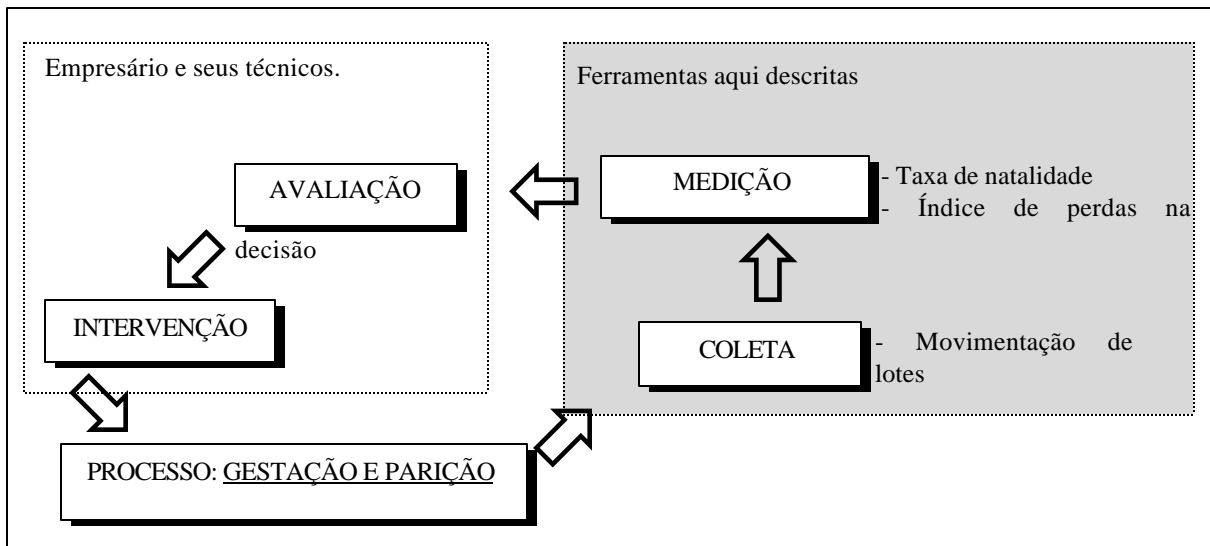 Empresário e seus técnicos.
AVALIAÇÃO
decisão
INTERVENÇÃO
Ferramentas aqui descritas
MEDIÇÃO
- Taxa de natalidade
- Índice de perdas na
COLETA
- Movimentação de
lotes
PROCESSO: GESTAÇÃO E PARIÇÃO